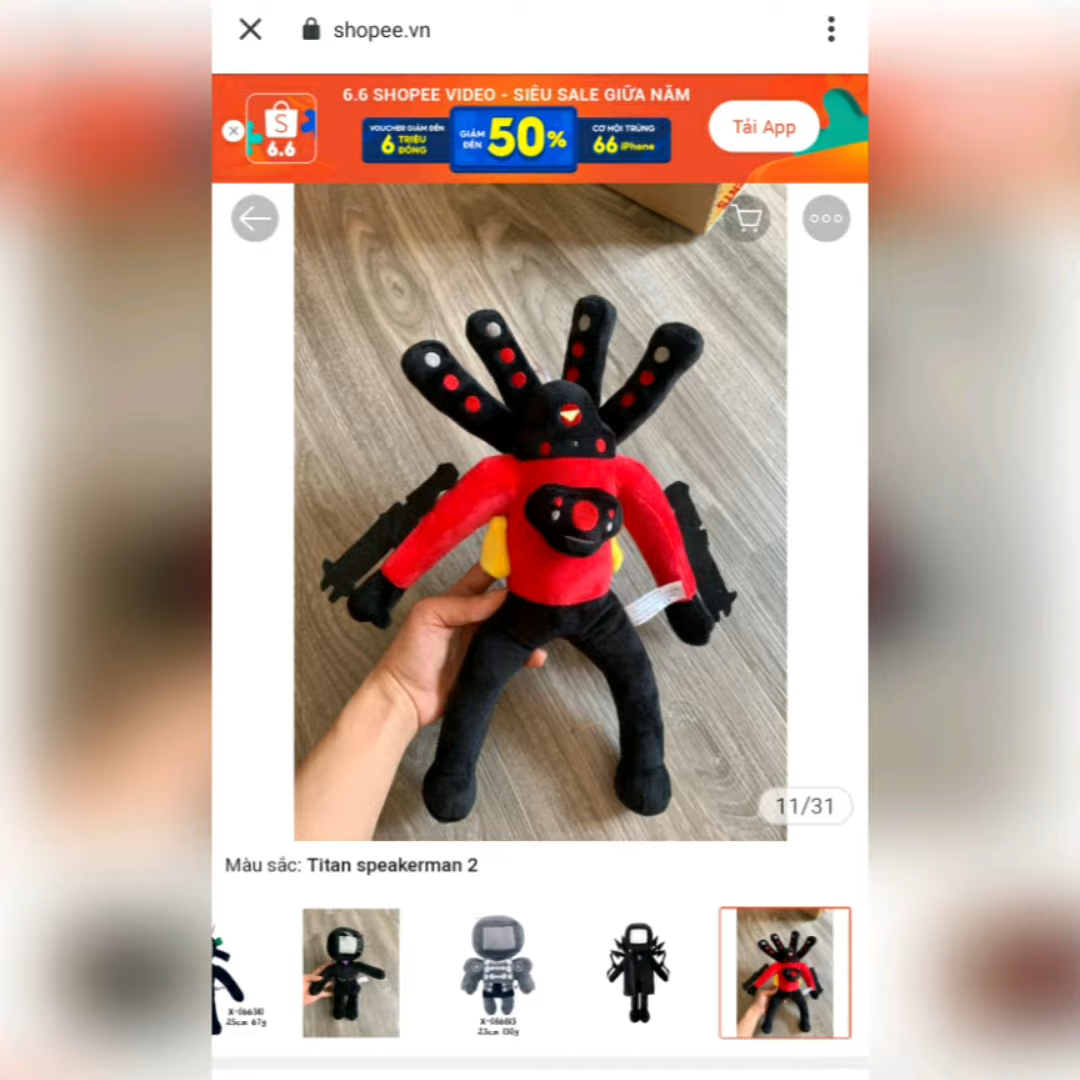 shopee.vn
6.6 SHOPEE VIDEO - SIÊU SALE GIỮA NĂM
S
6.6
VOUCHER GIẢM ĐẾN
6 TRIỆU ĐỒNG
GIẢM ĐẾN 50%
CƠ HỘI TRÚNG
66 iPhone
Tải App
11/31
Màu sắc: Titan speakerman 2
25cm 67g
23cm 130g